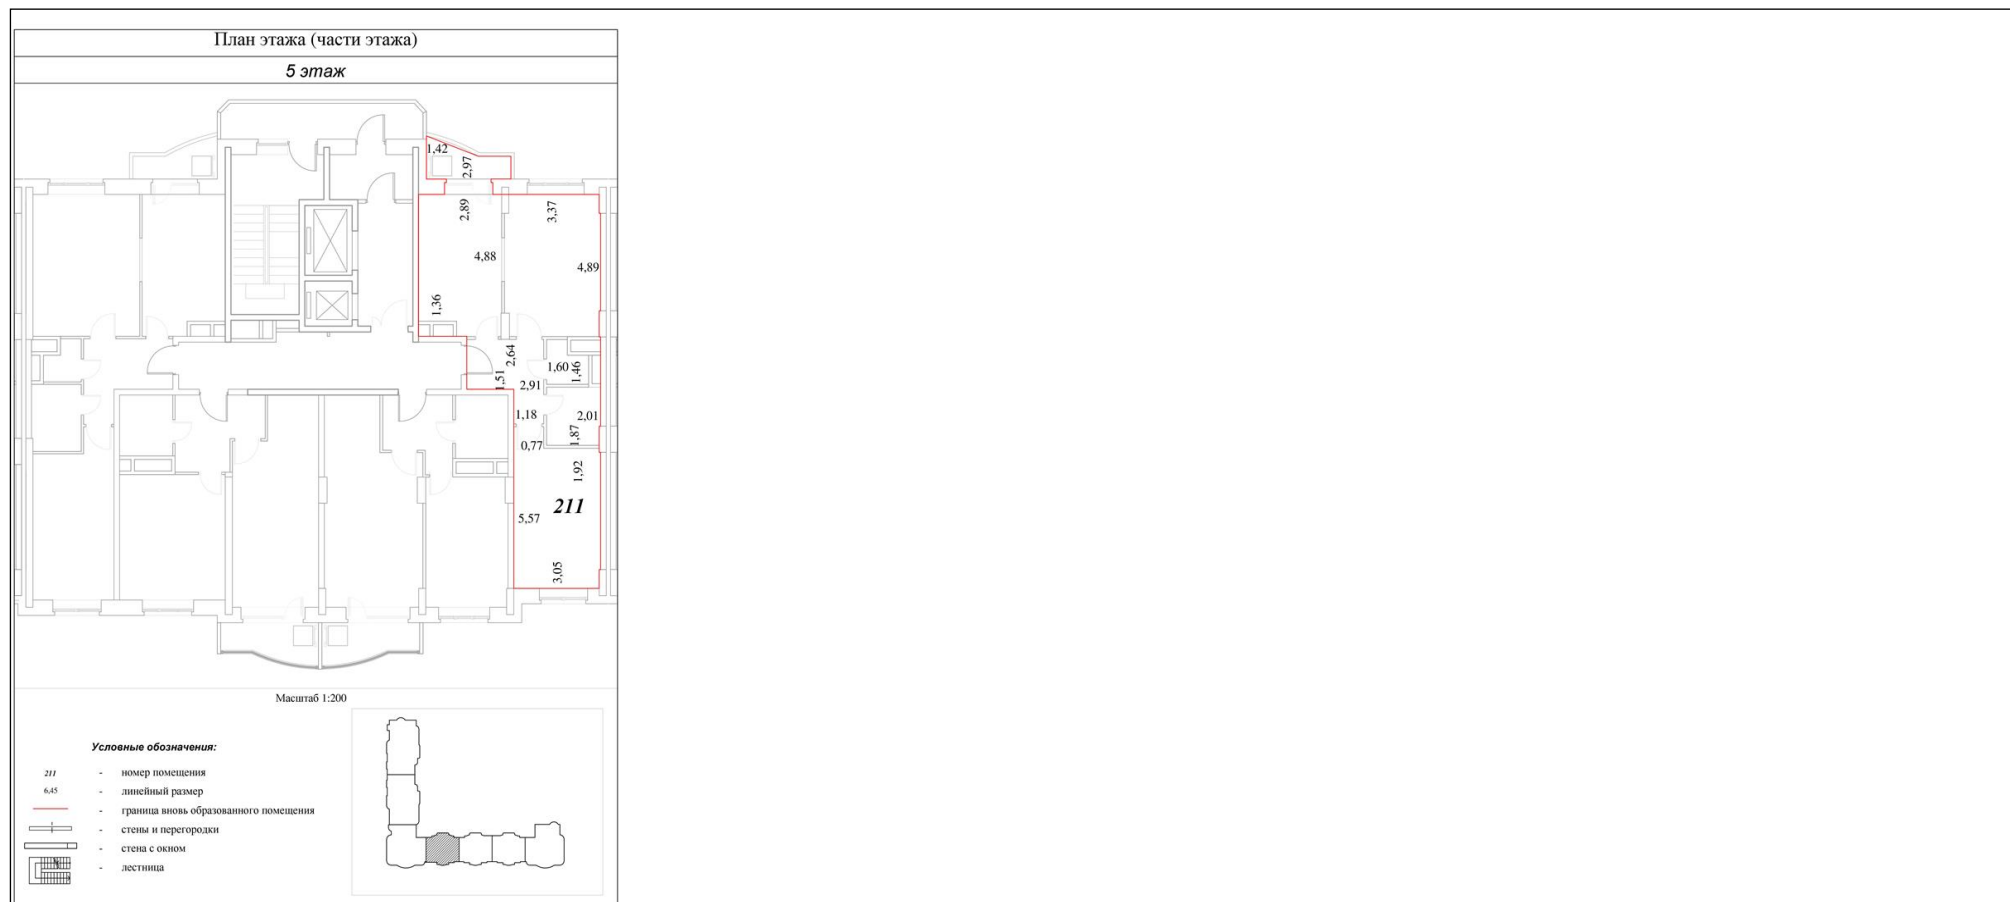 План этажа (части этажа)
5 этаж
1,42
2,97
2,89
3,37
4,88
4,89
1,36
2,64
1,60
1,46
1,51
2,91
1,18
2,01
1,87
0,77
1,92
211
5,57
3,05
Масштаб 1:200
Условные обозначения:
211 - номер помещения
6,45 - линейный размер
- граница вновь образованного помещения
- стены и перегородки
- стена с окном
- лестница